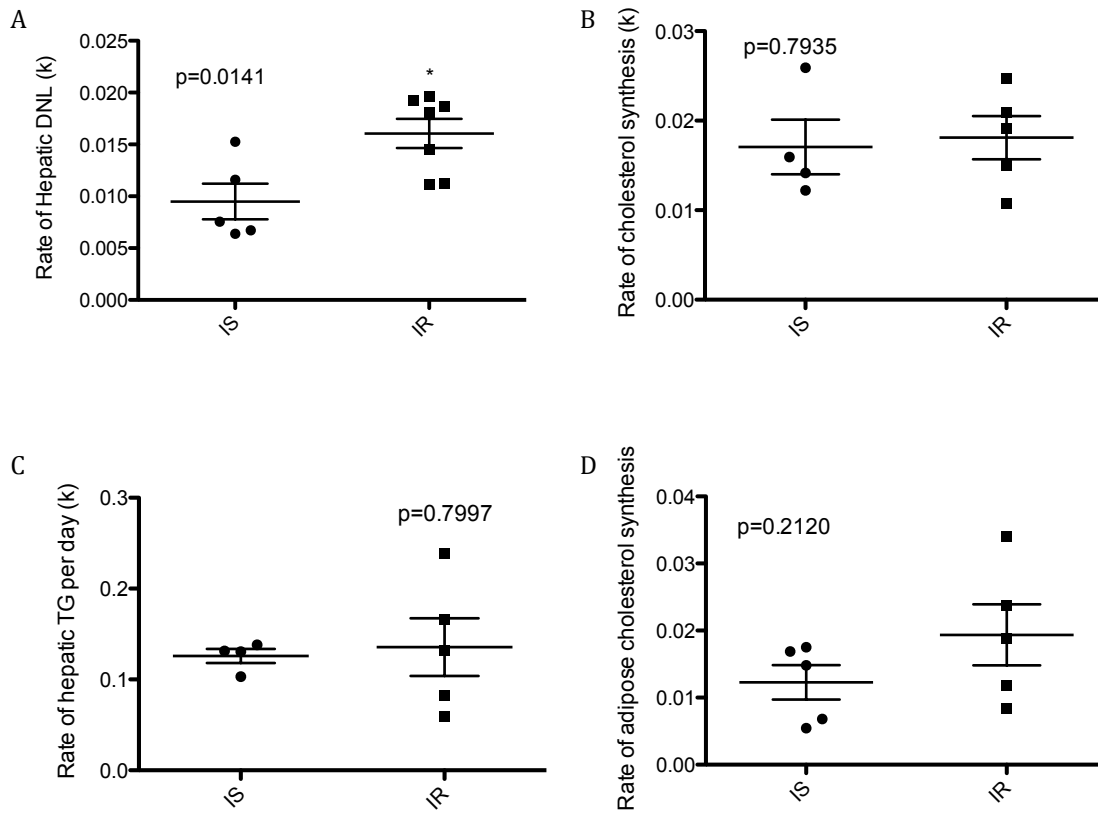 A
Rate of Hepatic DNL (k)
0.025
0.020
0.015
0.010
0.005
0.000
p=0.0141
*
IS
IR
B
Rate of cholesterol synthesis (k)
0.03
0.02
0.01
0.00
p=0.7935
IS
IR
C
Rate of hepatic TG per day (k)
0.3
0.2
0.1
0.0
p=0.7997
IS
IR
D
Rate of adipose cholesterol synthesis
0.04
0.03
0.02
0.01
0.00
p=0.2120
IS
IR